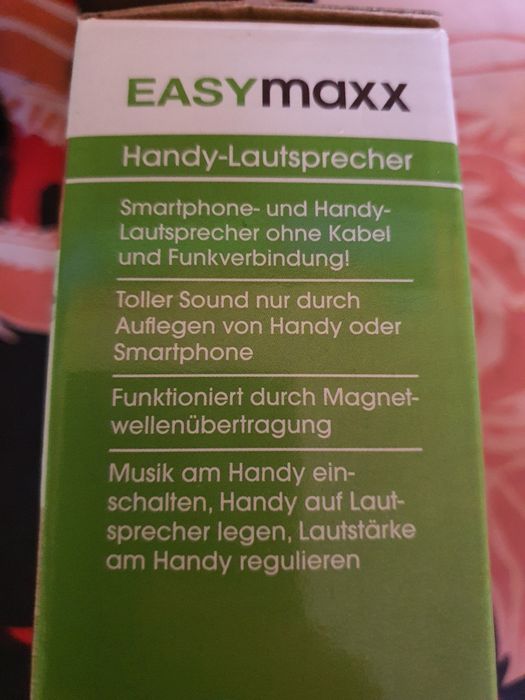 EASYmaxx
Handy-Lautsprecher
Smartphone- und Handy-
Lautsprecher ohne Kabel
und Funkverbindung!
Toller Sound nur durch
Auflegen von Handy oder
Smartphone
Funktioniert durch Magnet-
wellenübertragung
Musik am Handy ein-
schalten, Handy auf Laut-
sprecher legen, Lautstärke
am Handy regulieren